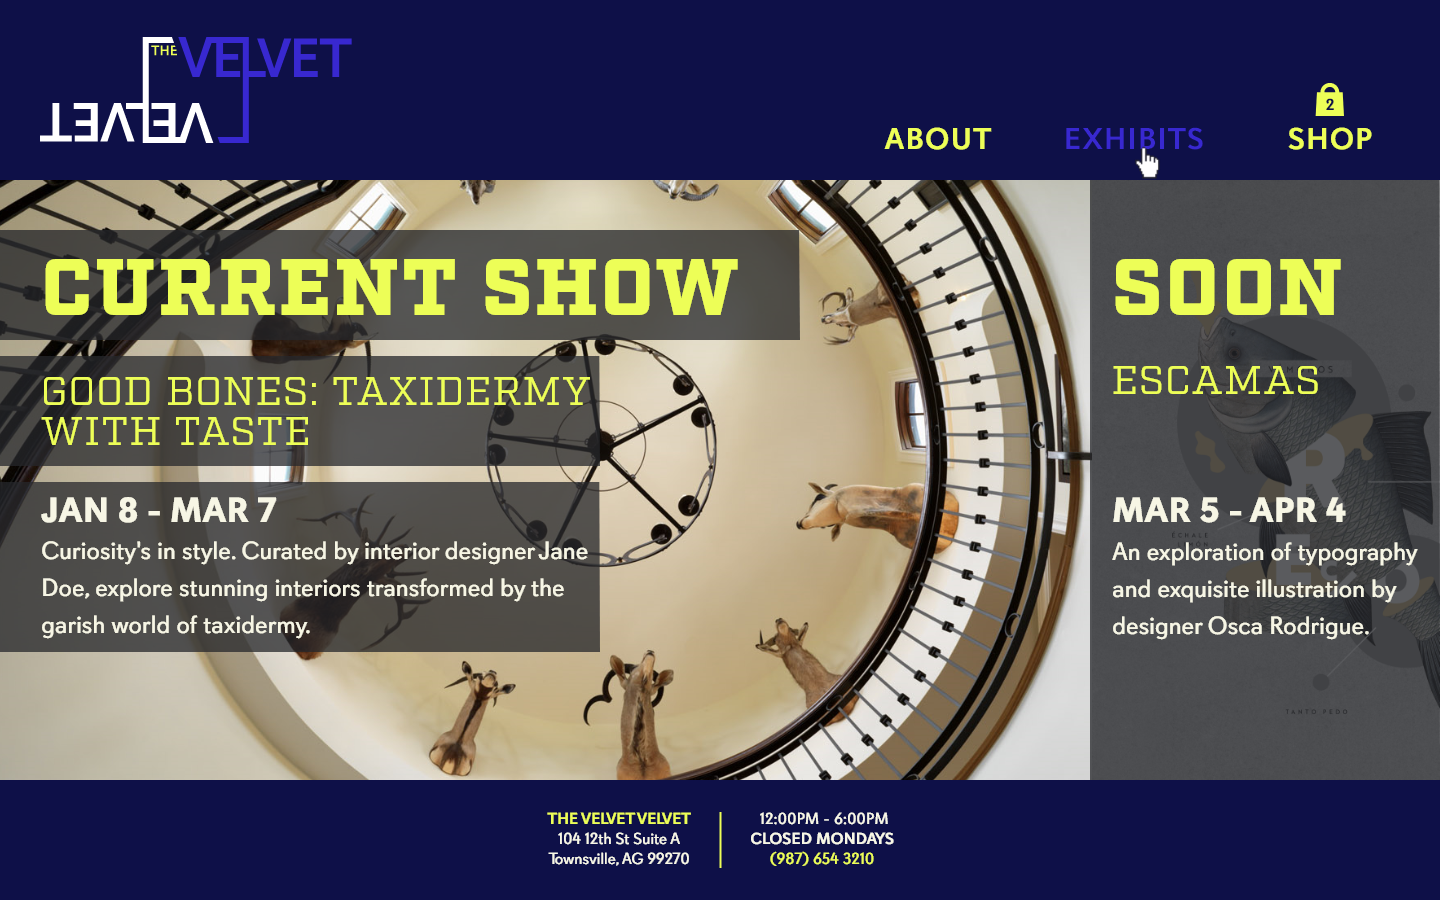 THE VELVET
VELVET
ABOUT
EXHIBITS
2
SHOP
CURRENT SHOW
GOOD BONES: TAXIDERMY
WITH TASTE
JAN 8 - MAR 7
Curiosity's in style. Curated by interior designer Jane
Doe, explore stunning interiors transformed by the
garish world of taxidermy.
SOON
ESCAMAS
MAR 5 - APR 4
An exploration of typography
and exquisite illustration by
designer Osca Rodrigue.
TANTO PEDO
THE VELVET VELVET
104 12th St Suite A
Townsville, AG 99270
12:00PM - 6:00PM
CLOSED MONDAYS
(987) 654 3210